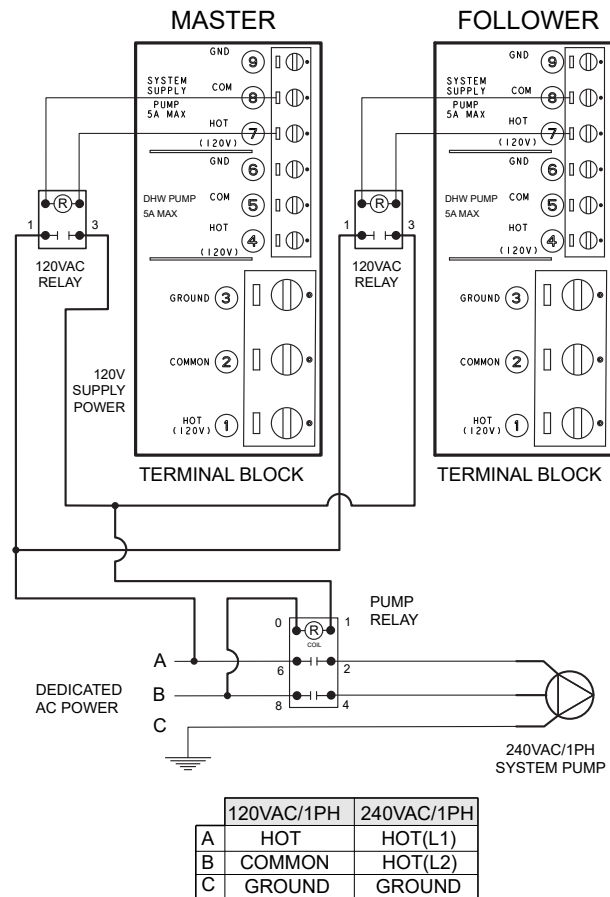 MASTER
FOLLOWER
GND 9
SYSTEM SUPPLY COM 8
PUMP 5A MAX HOT 7
(120V)
GND 6
DHW PUMP COM 5
5A MAX HOT 4
(120V)
GROUND 3
COMMON 2
HOT (120V) 1
TERMINAL BLOCK
GND 9
SYSTEM SUPPLY COM 8
PUMP 5A MAX HOT 7
(120V)
GND 6
DHW PUMP COM 5
5A MAX HOT 4
(120V)
GROUND 3
COMMON 2
HOT (120V) 1
TERMINAL BLOCK
R
1 3
120VAC
RELAY
R
1 3
120VAC
RELAY
120V
SUPPLY
POWER
PUMP
RELAY
0 R 1
COIL
A 6 2
B 8 4
C
DEDICATED
AC POWER
240VAC/1PH
SYSTEM PUMP
120VAC/1PH 240VAC/1PH
A HOT HOT(L1)
B COMMON HOT(L2)
C GROUND GROUND